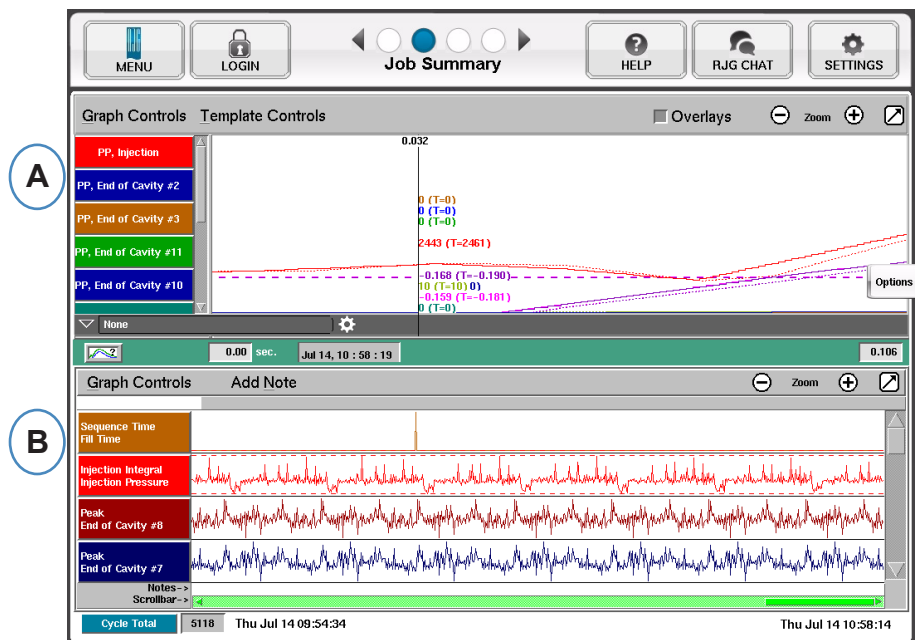 MENU
LOGIN
Job Summary
?
HELP
RJG CHAT
SETTINGS
A
Graph Controls Template Controls Overlays Zoom
PP, Injection
PP, End of Cavity #2
PP, End of Cavity #3
PP, End of Cavity #11
PP, End of Cavity #10
0.032
0 (T=0)
0 (T=0)
0 (T=0)
2443 (T=2461)
-0.168 (T=-0.190)
10 (T=10) 0)
-0.159 (T=-0.181)
0 (T=0)
Options
None
? 0.00 sec. Jul 14, 10 : 58 : 19 0.106
B
Graph Controls Add Note Zoom
Sequence Time
Fill Time
Injection Integral
Injection Pressure
Peak
End of Cavity #8
Peak
End of Cavity #7
Notes->
Scrollbar->
Cycle Total 5118 Thu Jul 14 09:54:34 Thu Jul 14 10:58:14